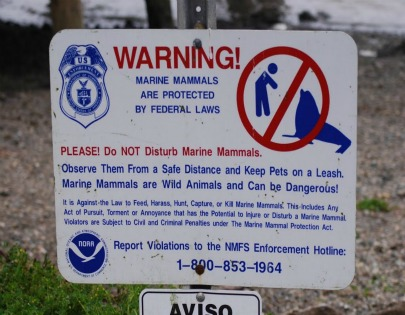 US
ENFORCEMENT
WARNING!
MARINE MAMMALS
ARE PROTECTED
BY FEDERAL LAWS
PLEASE! Do NOT Disturb Marine Mammals.
Observe Them From a Safe Distance and Keep Pets on a Leash.
Marine Mammals are Wild Animals and Can be Dangerous!
It is Against the Law to Feed, Harass, Hunt, Capture, or Kill Marine Mammals. This Includes Any
Act of Pursuit, Torment or Annoyance that has the Potential to Injure or Disturb a Marine Mammal.
Violators are Subject to Civil and Criminal Penalties under The Marine Mammal Protection Act.
NOAA
Report Violations to the NMFS Enforcement Hotline:
1-800-853-1964
AVISO